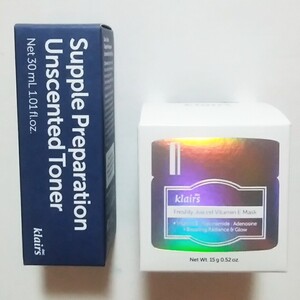 Supple Preparation
Unscented Toner
Net 30 mL 1.01 fl.oz.
klairs
klairs
Freshly Juiced Vitamin E Mask
Adenosine
Net Wt. 15 g 0.52 oz